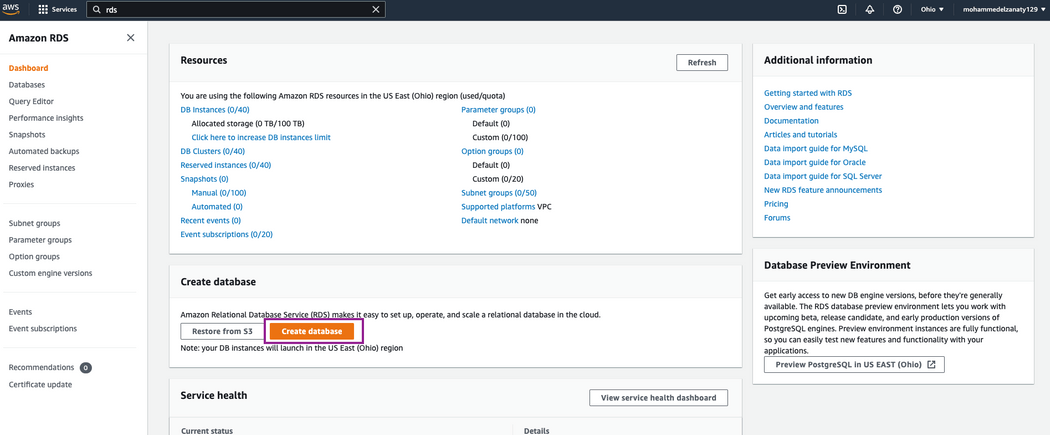 aws
Services
rds
Ohio
mohammedelzanaty129
Amazon RDS
Dashboard
Databases
Query Editor
Performance insights
Snapshots
Automated backups
Reserved instances
Proxies
Subnet groups
Parameter groups
Option groups
Custom engine versions
Events
Event subscriptions
Recommendations 0
Certificate update
Resources
Refresh
You are using the following Amazon RDS resources in the US East (Ohio) region (used/quota)
DB Instances (0/40)
Allocated storage (0 TB/100 TB)
Click here to increase DB instances limit
DB Clusters (0/40)
Reserved instances (0/40)
Snapshots (0)
Manual (0/100)
Automated (0)
Recent events (0)
Event subscriptions (0/20)
Parameter groups (0)
Default (0)
Custom (0/100)
Option groups (0)
Default (0)
Custom (0/20)
Subnet groups (0/50)
Supported platforms VPC
Default network none
Create database
Amazon Relational Database Service (RDS) makes it easy to set up, operate, and scale a relational database in the cloud.
Restore from S3
Create database
Note: your DB instances will launch in the US East (Ohio) region
Service health
View service health dashboard
Current status
Details
Additional information
Getting started with RDS
Overview and features
Documentation
Articles and tutorials
Data import guide for MySQL
Data import guide for Oracle
Data import guide for SQL Server
New RDS feature announcements
Pricing
Forums
Database Preview Environment
Get early access to new DB engine versions, before they're generally
available. The RDS database preview environment lets you work with
upcoming beta, release candidate, and early production versions of
PostgreSQL engines. Preview environment instances are fully functional,
so you can easily test new features and functionality with your
applications.
Preview PostgreSQL in US EAST (Ohio)